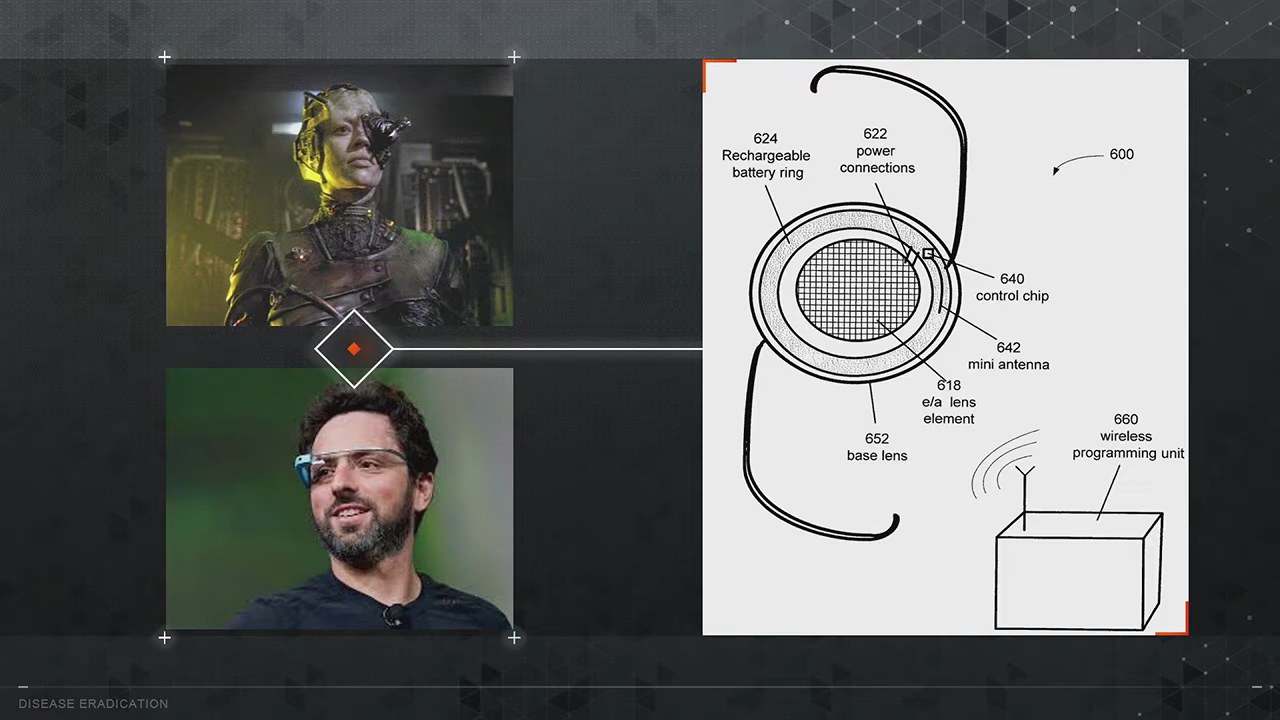 624
Rechargeable
battery ring
622
power
connections
600
640
control chip
642
mini antenna
618
e/a lens
element
652
base lens
660
wireless
programming unit
DISEASE ERADICATION